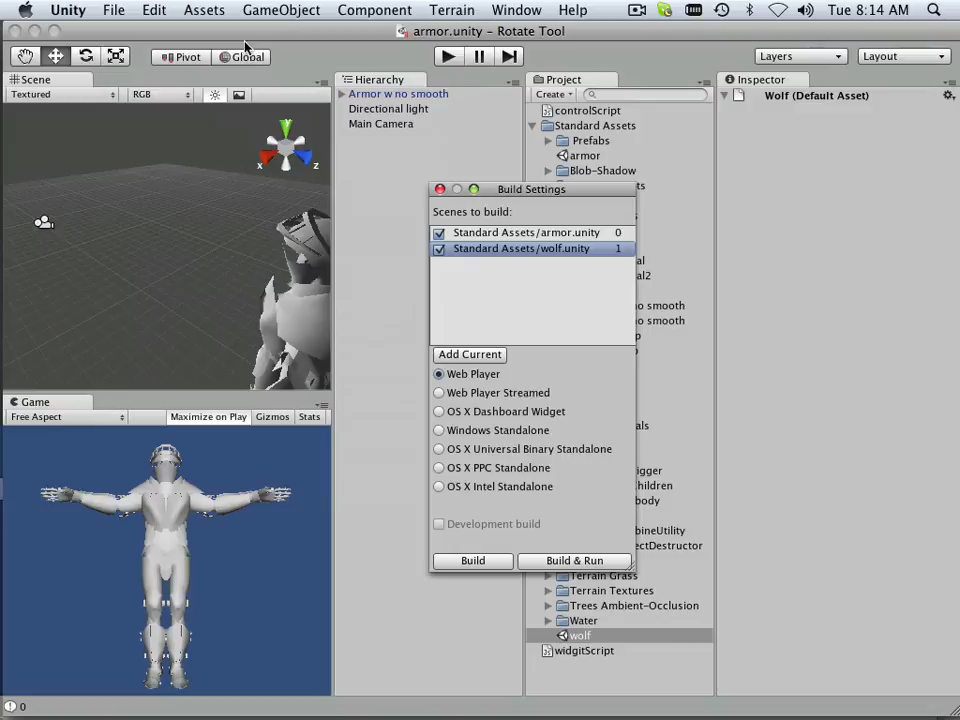 Unity File Edit Assets GameObject Component Terrain Window Help Tue 8:14 AM
armor.unity - Rotate Tool
Pivot Global Layers Layout
Scene
Textured RGB
x z
Hierarchy
Armor w no smooth
Directional light
Main Camera
Project
Create
controlScript
Standard Assets
Prefabs
armor
Blob-Shadow
ts
al
al2
no smooth
no smooth
p
als
igger
Children
body
bineUtility
ectDestructor
Terrain Grass
Terrain Textures
Trees Ambient-Occlusion
Water
wolf
widgitScript
Inspector
Wolf (Default Asset)
Build Settings
Scenes to build:
Standard Assets/armor.unity 0
Standard Assets/wolf.unity 1
Add Current
Web Player
Web Player Streamed
OS X Dashboard Widget
Windows Standalone
OS X Universal Binary Standalone
OS X PPC Standalone
OS X Intel Standalone
Development build
Build Build & Run
Game
Free Aspect Maximize on Play Gizmos Stats
0